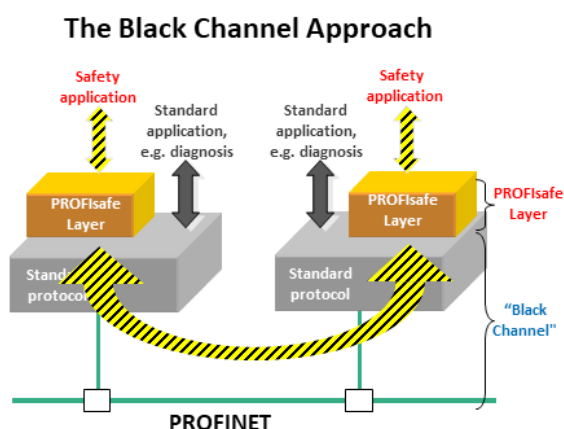 The Black Channel Approach
Safety
application
Standard
application,
e.g. diagnosis
Standard
application,
e.g. diagnosis
Safety
application
PROFIsafe
Layer
PROFIsafe
Layer
PROFIsafe
Layer
Standard
protocol
Standard
protocol
“Black
Channel"
PROFINET